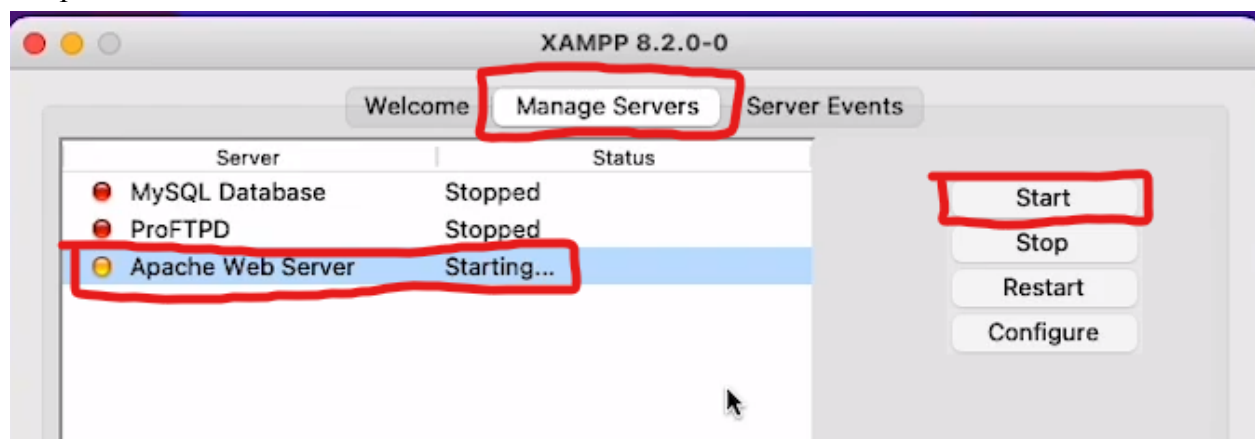 XAMPP 8.2.0-0
Welcome Manage Servers Server Events
Server Status
MySQL Database Stopped
Start
ProFTPD Stopped
Stop
Apache Web Server Starting...
Restart
Configure